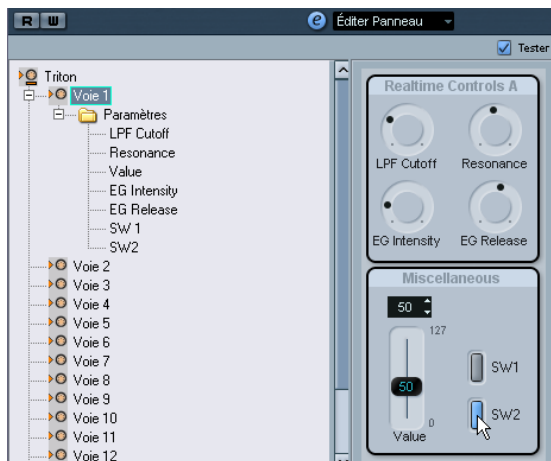 R W
e Éditer Panneau
Tester
Triton
Voie 1
Paramètres
LPF Cutoff
Resonance
Value
EG Intensity
EG Release
SW 1
SW2
Voie 2
Voie 3
Voie 4
Voie 5
Voie 6
Voie 7
Voie 8
Voie 9
Voie 10
Voie 11
Voie 12
Realtime Controls A
LPF Cutoff Resonance
EG Intensity EG Release
Miscellaneous
50
127
SW1
50
SW2
0
Value